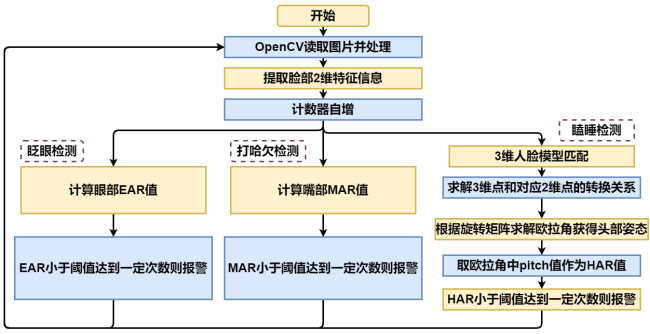 开始
OpenCV读取图片并处理
提取脸部2维特征信息
计数器自增
眨眼检测
打哈欠检测
瞌睡检测
计算眼部EAR值
计算嘴部MAR值
3维人脸模型匹配
求解3维点和对应2维点的转换关系
根据旋转矩阵求解欧拉角获得头部姿态
EAR小于阈值达到一定次数则报警
MAR小于阈值达到一定次数则报警
取欧拉角中pitch值作为HAR值
HAR小于阈值达到一定次数则报警